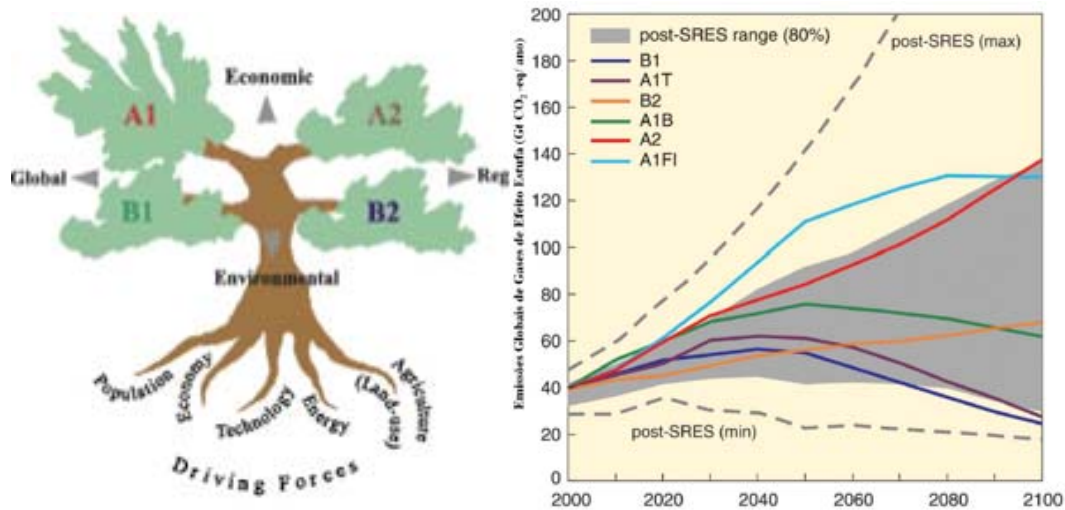 Economic
A1
A2
Global
Reg
B1
B2
Environmental
Population
Economy
Technology
Energy
Agriculture
(Land-use)
Driving Forces
Emissões Globais de Gases de Efeito Estufa (Gt CO2 -eq/ ano)
200
180
160
140
120
100
80
60
40
20
0
post-SRES range (80%)
B1
A1T
B2
A1B
A2
A1FI
post-SRES (max)
post-SRES (min)
2000
2020
2040
2060
2080
2100